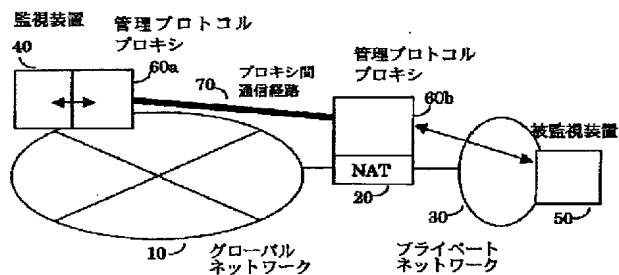 監視装置
40
管理プロトコル
プロキシ
60a
70
プロキシ間
通信経路
管理プロトコル
プロキシ
60b
被監視装置
NAT
20
30
50
10
グローバル
ネットワーク
プライベート
ネットワーク